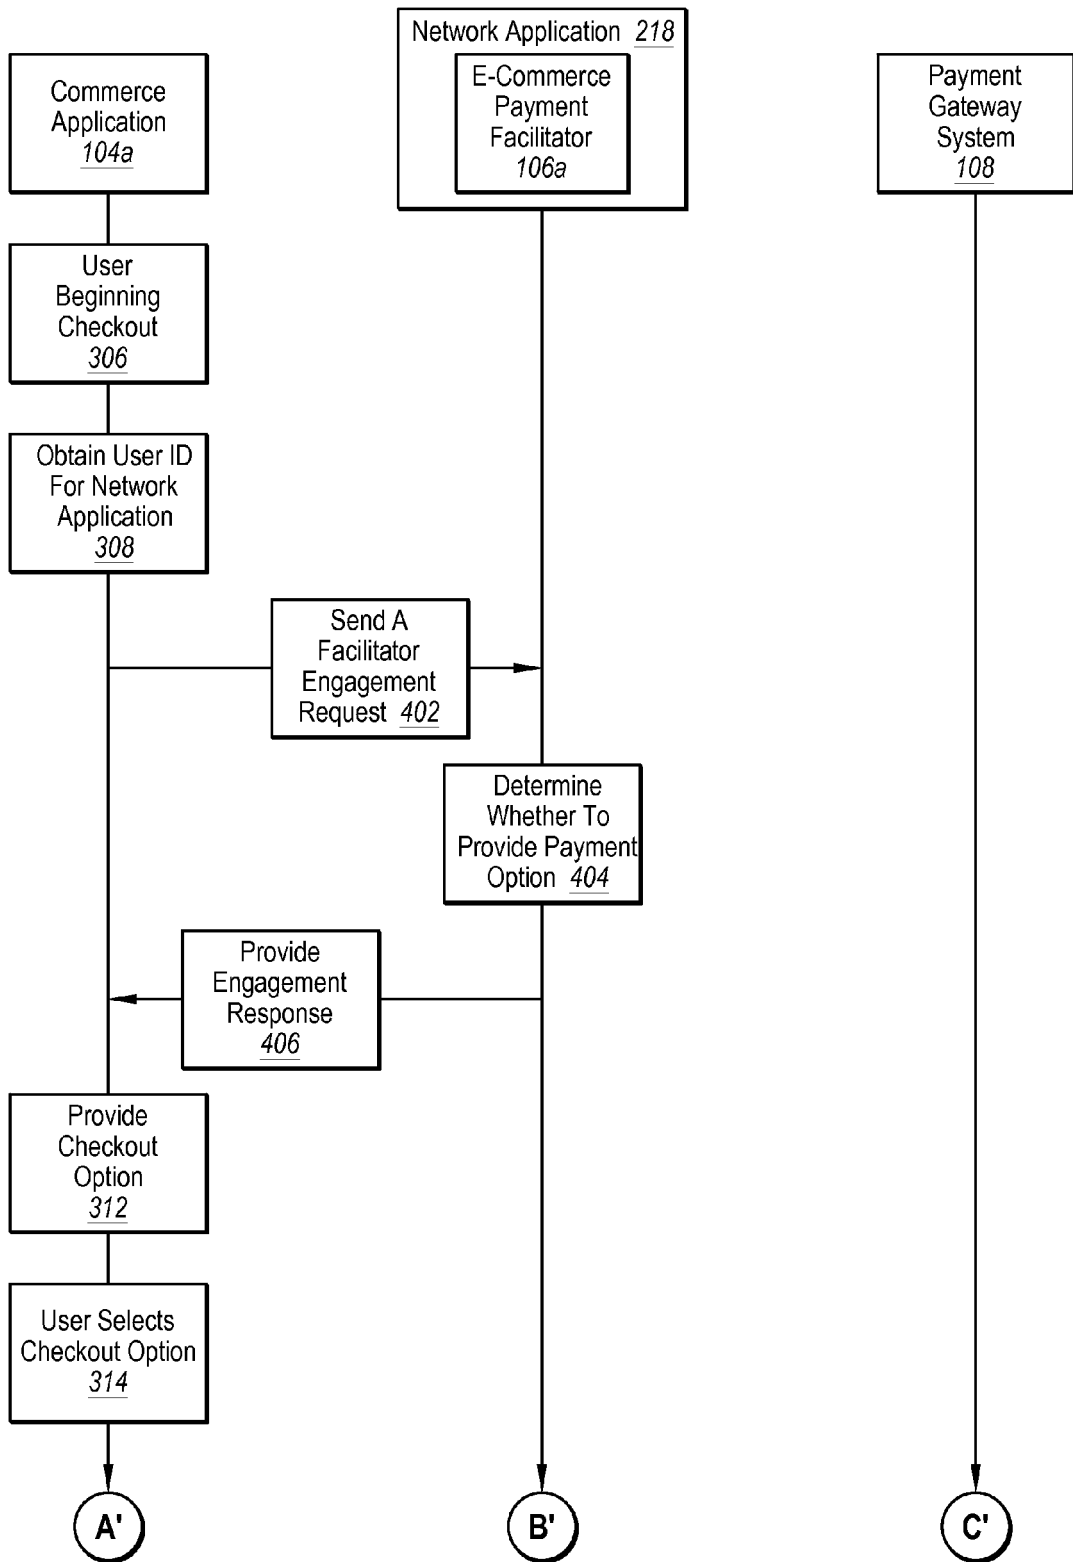 Network Application 218
E-Commerce
Payment
Facilitator
106a
Commerce
Application
104a
Payment
Gateway
System
108
User
Beginning
Checkout
306
Obtain User ID
For Network
Application
308
Send A
Facilitator
Engagement
Request 402
Determine
Whether To
Provide Payment
Option 404
Provide
Engagement
Response
406
Provide
Checkout
Option
312
User Selects
Checkout Option
314
A'
B'
C'